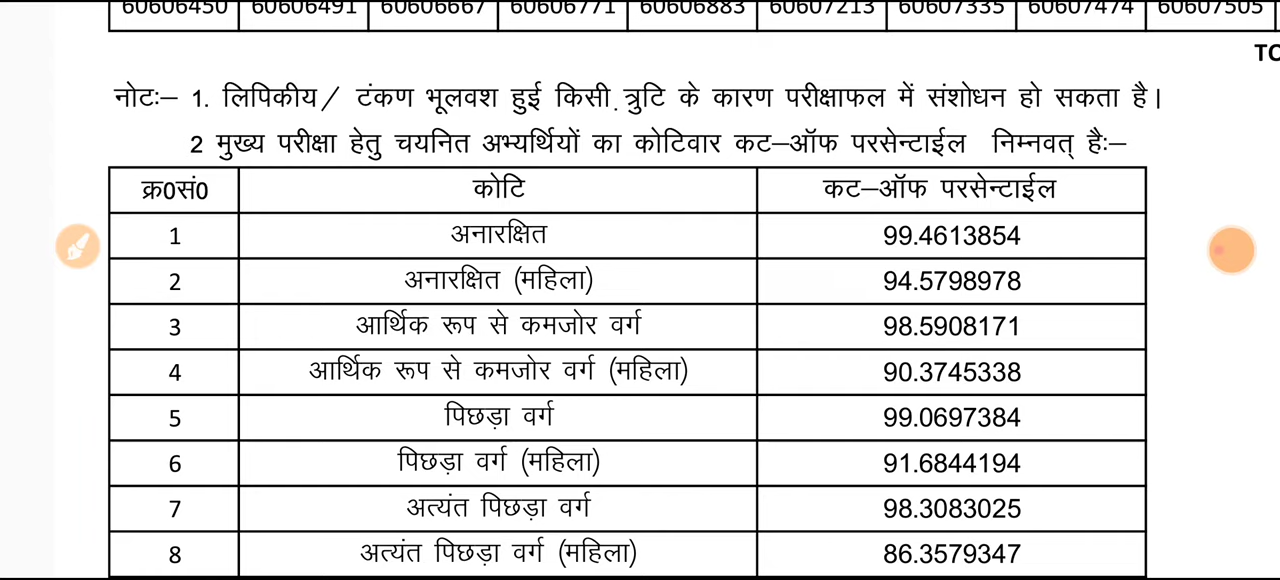 60606450 60606491 60606667 60606771 60606883 60607213 60607335 60607474 60607505
नोटः– 1. लिपिकीय/ टंकण भूलवश हुई किसी त्रुटि के कारण परीक्षाफल में संशोधन हो सकता है।
2 मुख्य परीक्षा हेतु चयनित अभ्यर्थियों का कोटिवार कट–ऑफ परसेन्टाईल निम्नवत् हैः–
क्र0सं0 कोटि कट–ऑफ परसेन्टाईल
1 अनारक्षित 99.4613854
2 अनारक्षित (महिला) 94.5798978
3 आर्थिक रूप से कमजोर वर्ग 98.5908171
4 आर्थिक रूप से कमजोर वर्ग (महिला) 90.3745338
5 पिछड़ा वर्ग 99.0697384
6 पिछड़ा वर्ग (महिला) 91.6844194
7 अत्यंत पिछड़ा वर्ग 98.3083025
8 अत्यंत पिछड़ा वर्ग (महिला) 86.3579347